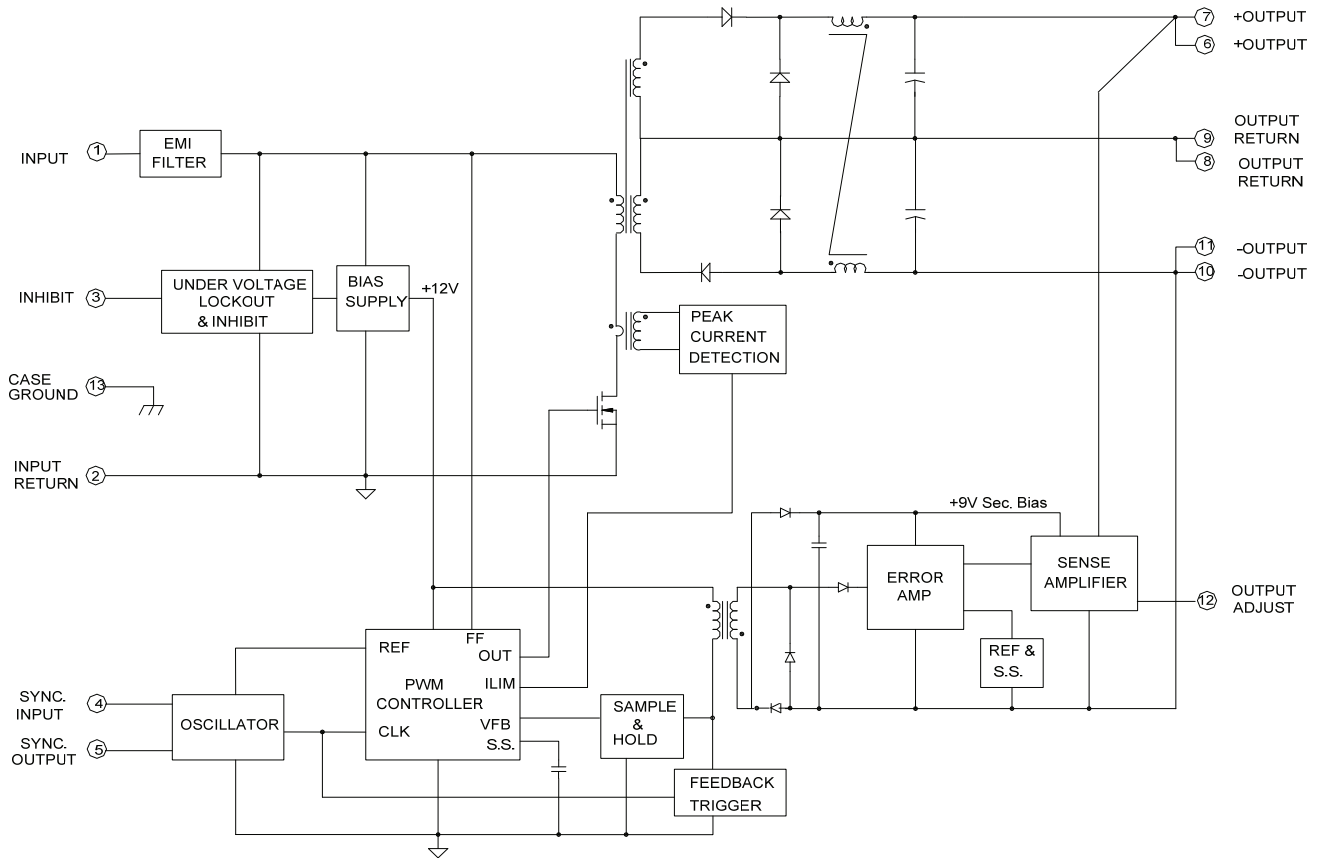 7
+OUTPUT
6
+OUTPUT
OUTPUT
RETURN
9
8
OUTPUT
RETURN
11
-OUTPUT
10
-OUTPUT
INPUT
1
EMI
FILTER
INHIBIT
3
UNDER VOLTAGE
LOCKOUT
& INHIBIT
BIAS
SUPPLY
+12V
PEAK
CURRENT
DETECTION
CASE
GROUND
13
INPUT
RETURN
2
+9V Sec. Bias
ERROR
AMP
SENSE
AMPLIFIER
12
OUTPUT
ADJUST
REF &
S.S.
REF
FF
OUT
PWM
CONTROLLER
ILIM
VFB
CLK
S.S.
SAMPLE
&
HOLD
SYNC.
INPUT
4
OSCILLATOR
SYNC.
OUTPUT
5
FEEDBACK
TRIGGER